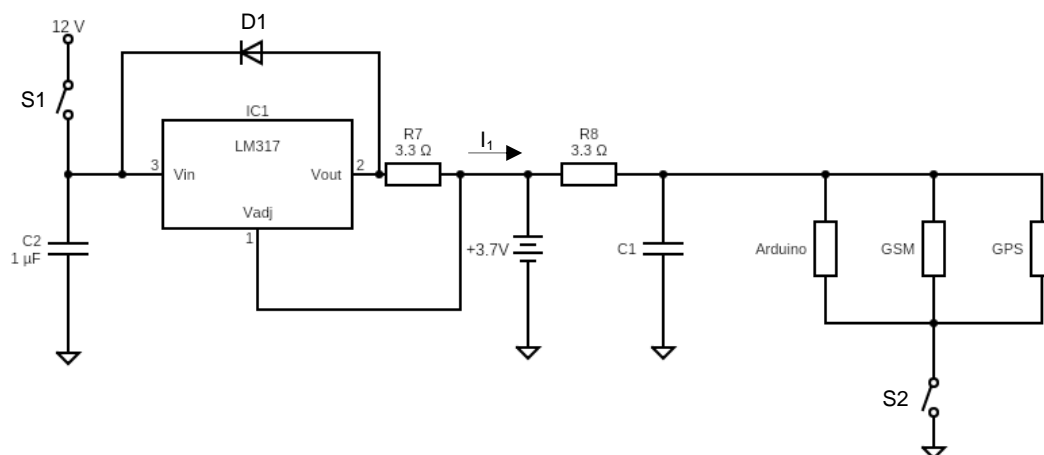 D1
12 V
S1
IC1
LM317
3
Vin
Vout
2
Vadj
1
R7
3.3 Ω
I₁
R8
3.3 Ω
C2
1 µF
+3.7V
C1
Arduino
GSM
GPS
S2